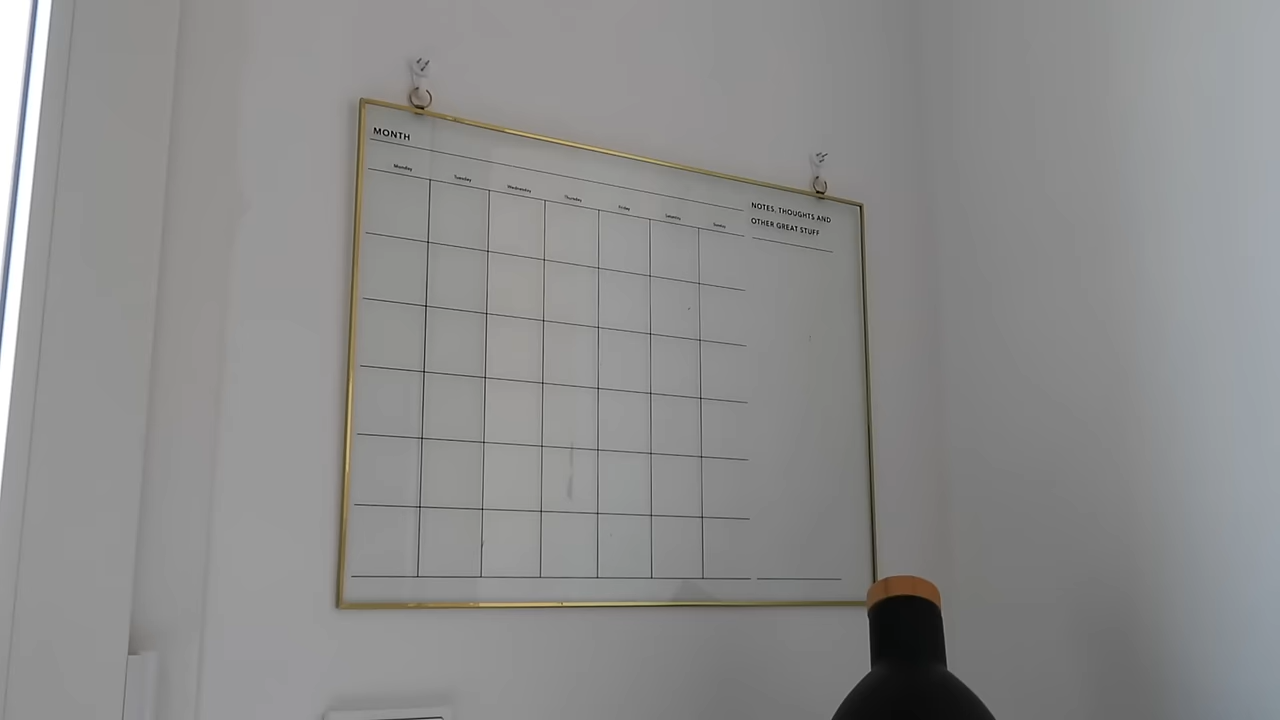 MONTH
Monday Tuesday Wednesday Thursday Friday Saturday Sunday
NOTES, THOUGHTS AND
OTHER GREAT STUFF